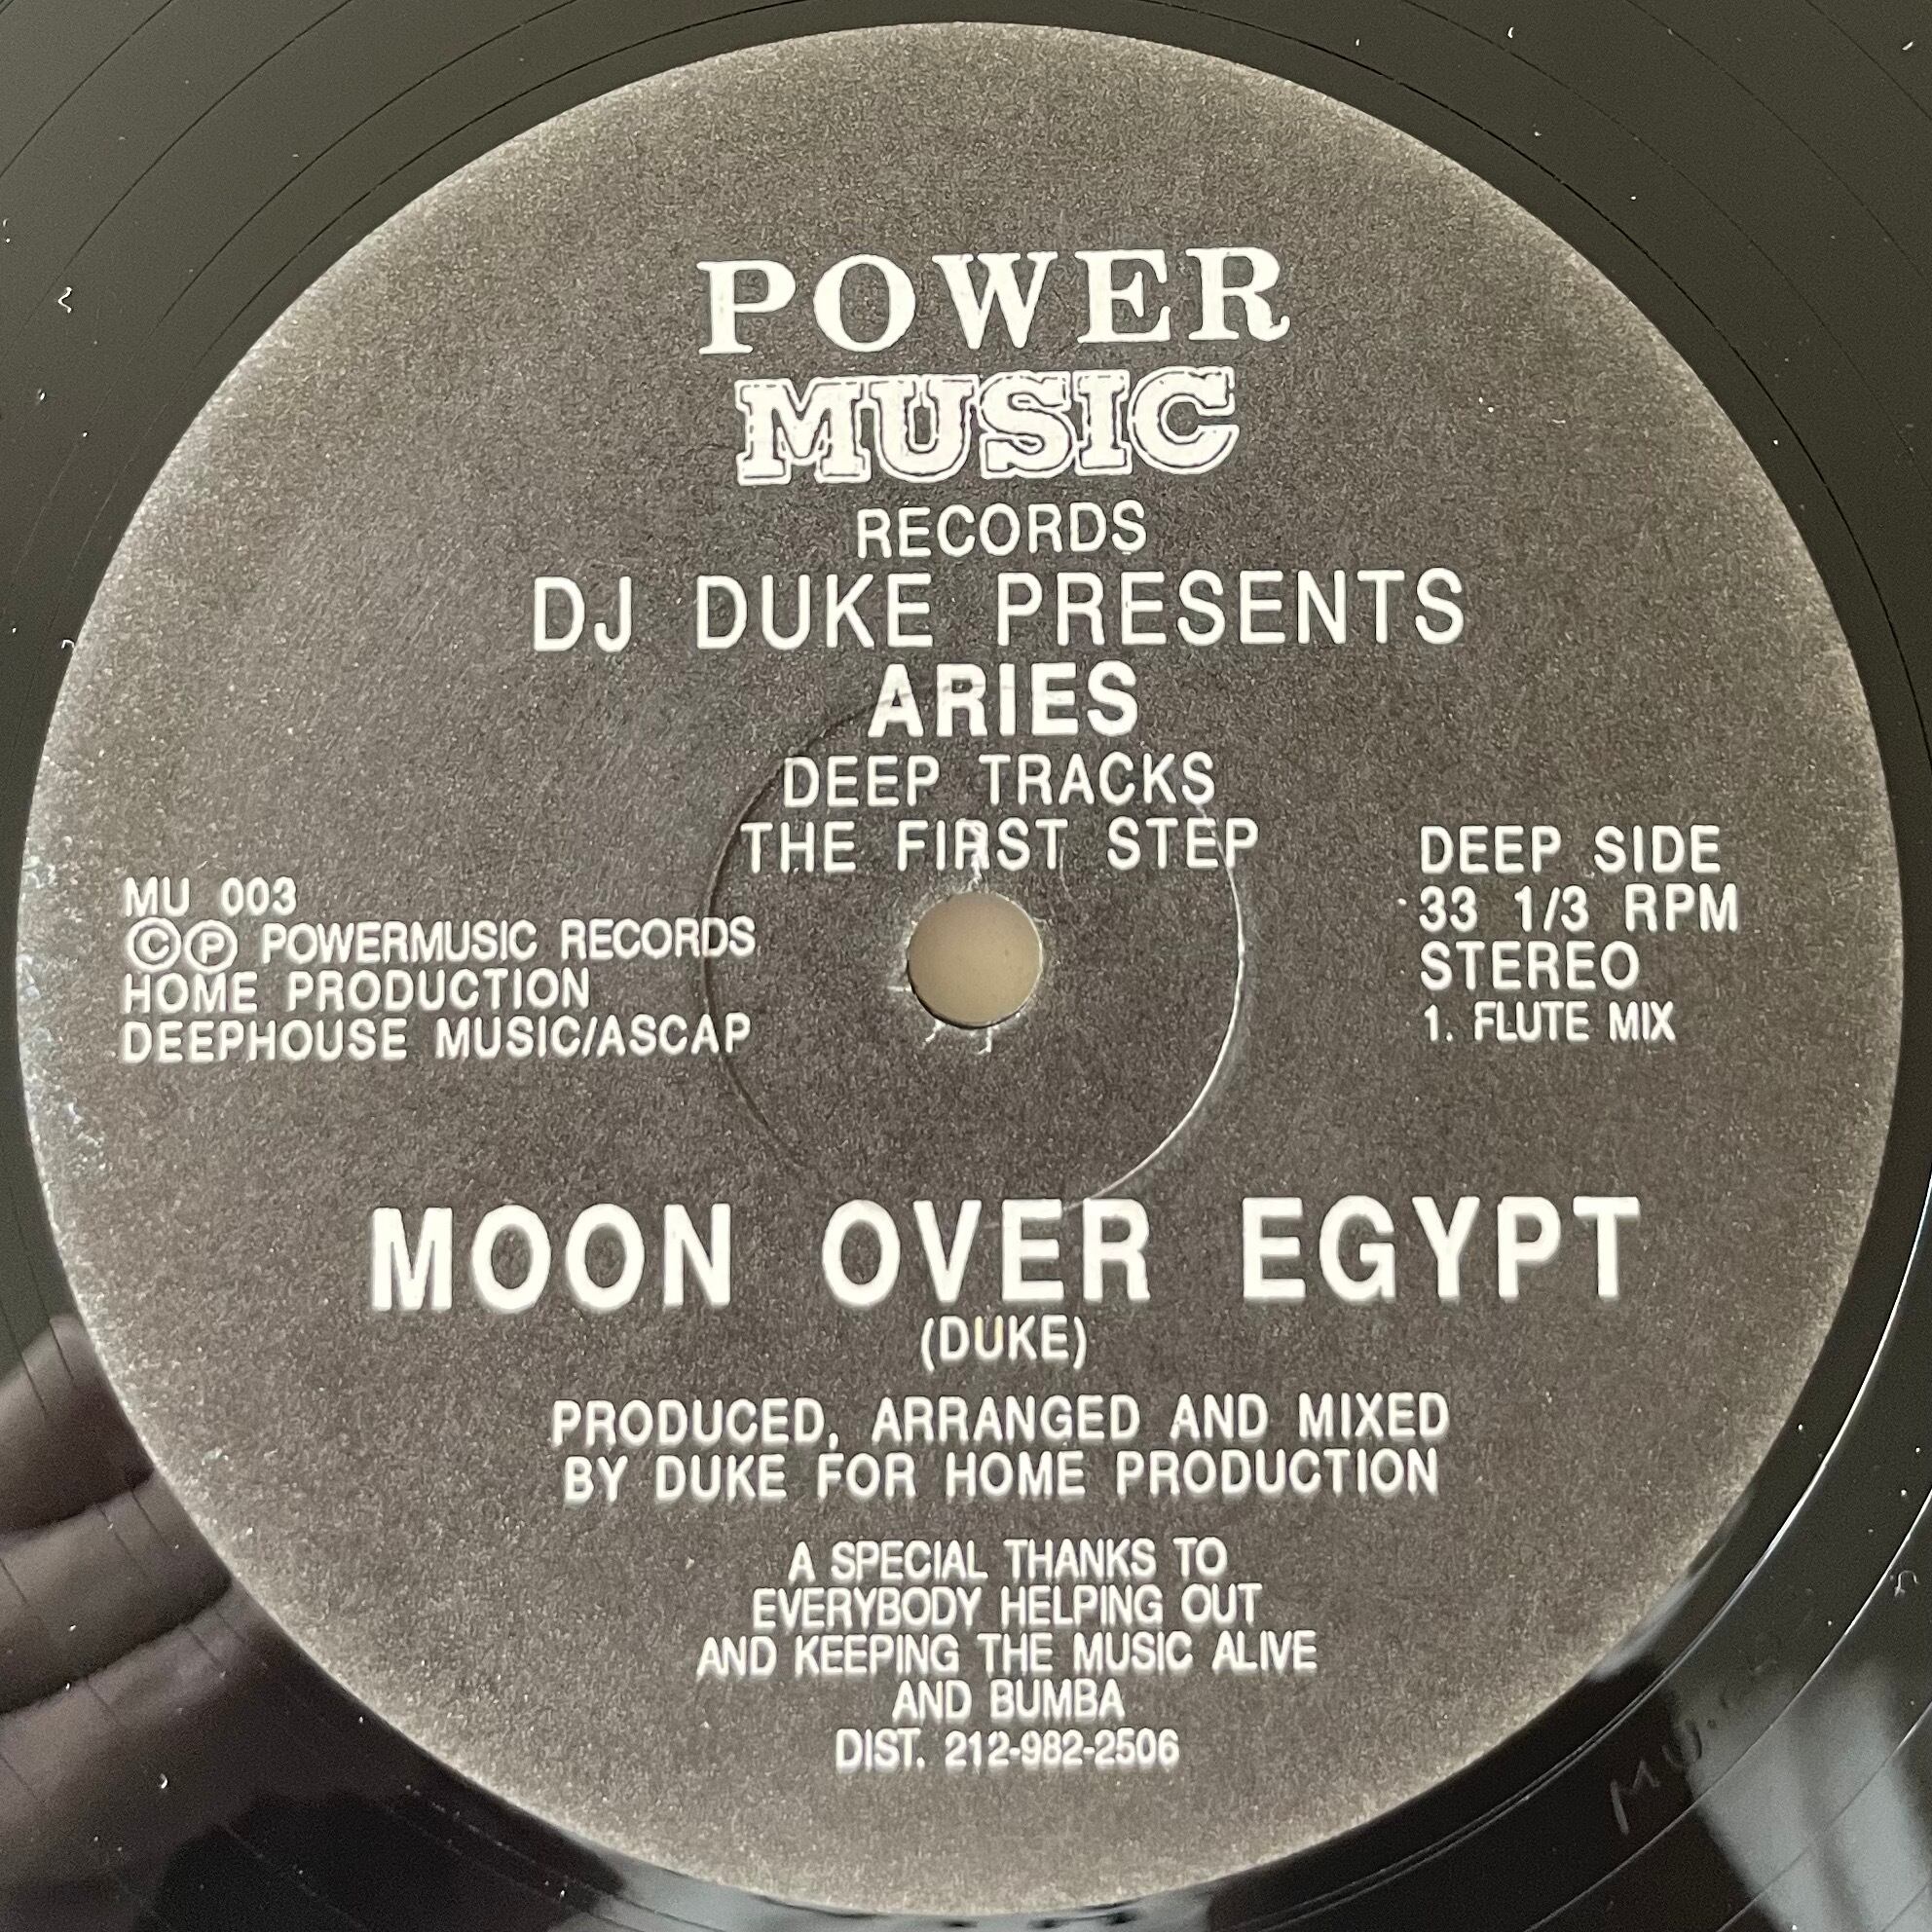 POWER
MUSIC
RECORDS
DJ DUKE PRESENTS
ARIES
DEEP TRACKS
THE FIRST STEP
MU 003
©℗ POWERMUSIC RECORDS
HOME PRODUCTION
DEEPHOUSE MUSIC/ASCAP
DEEP SIDE
33 1/3 RPM
STEREO
1. FLUTE MIX
MOON OVER EGYPT
(DUKE)
PRODUCED, ARRANGED AND MIXED
BY DUKE FOR HOME PRODUCTION
A SPECIAL THANKS TO
EVERYBODY HELPING OUT
AND KEEPING THE MUSIC ALIVE
AND BUMBA
DIST. 212-982-2506